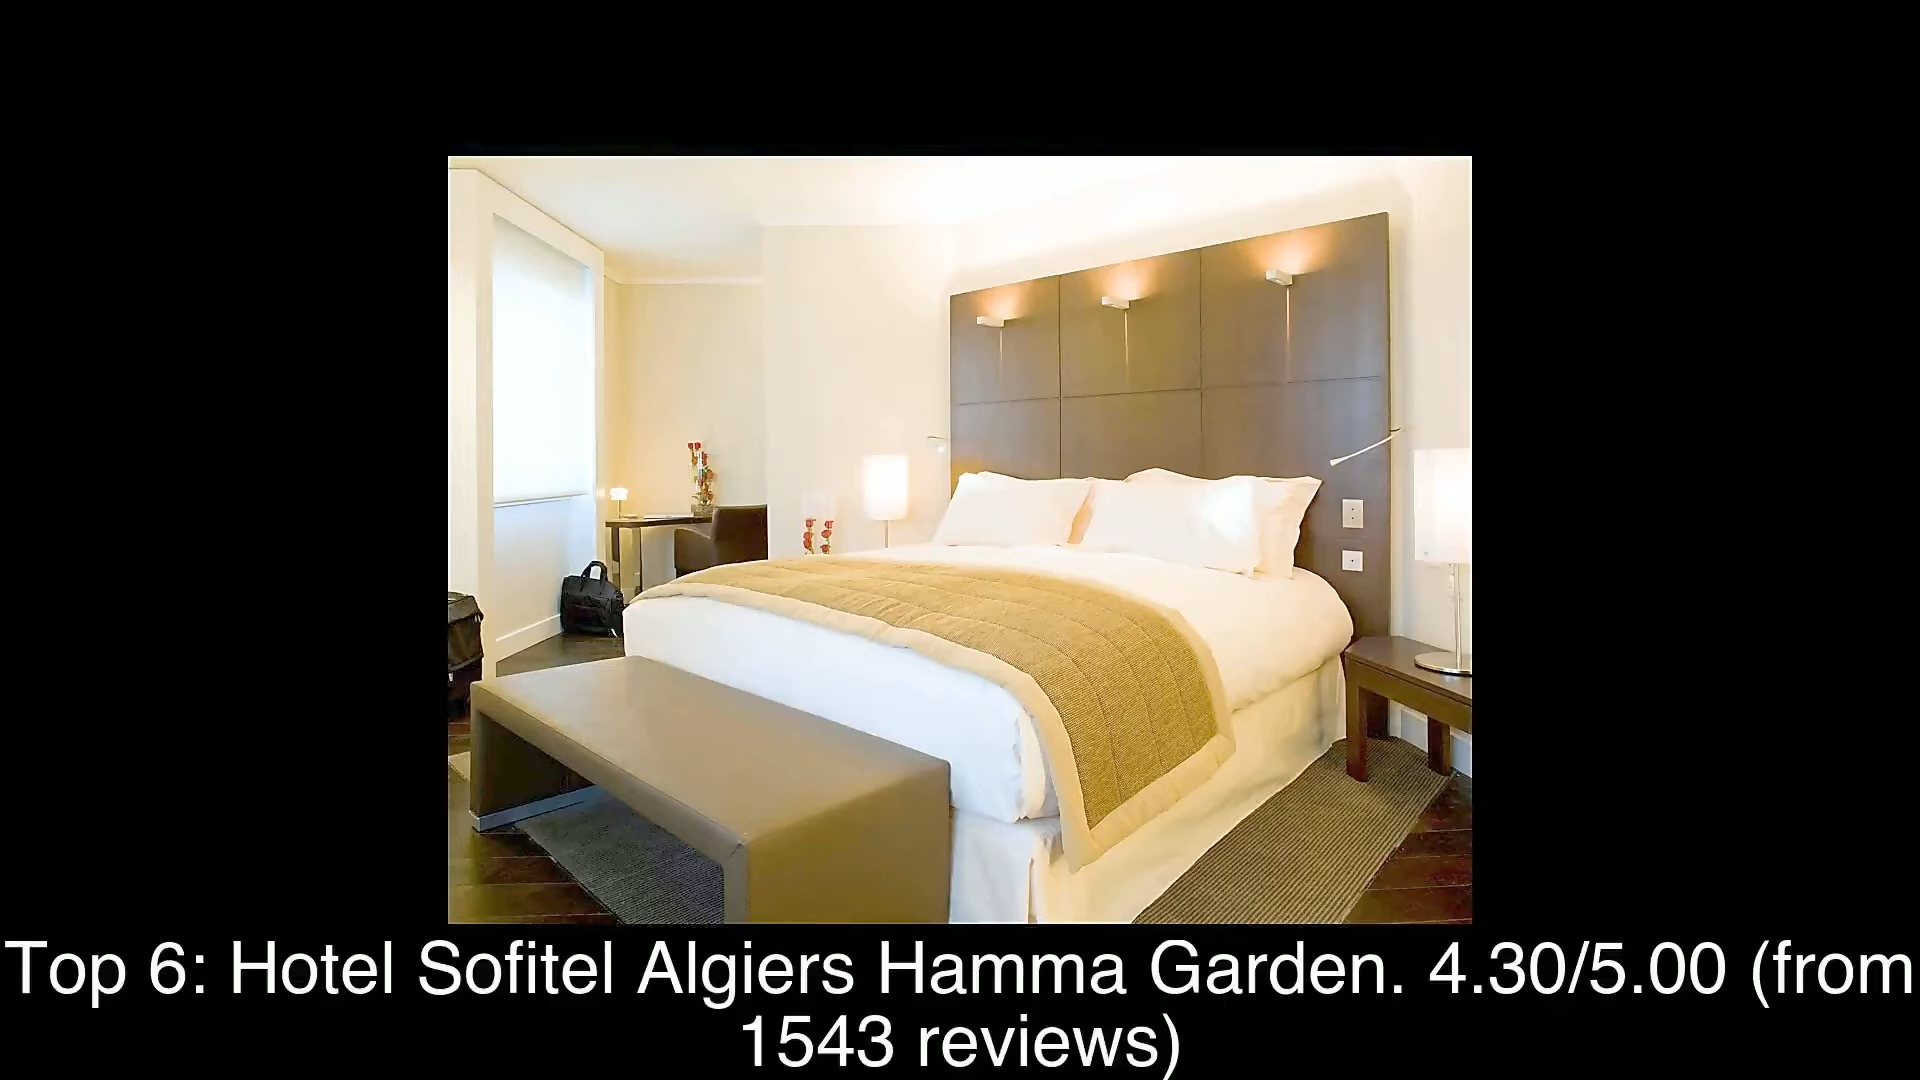 Top 6: Hotel Sofitel Algiers Hamma Garden. 4.30/5.00 (from
1543 reviews)